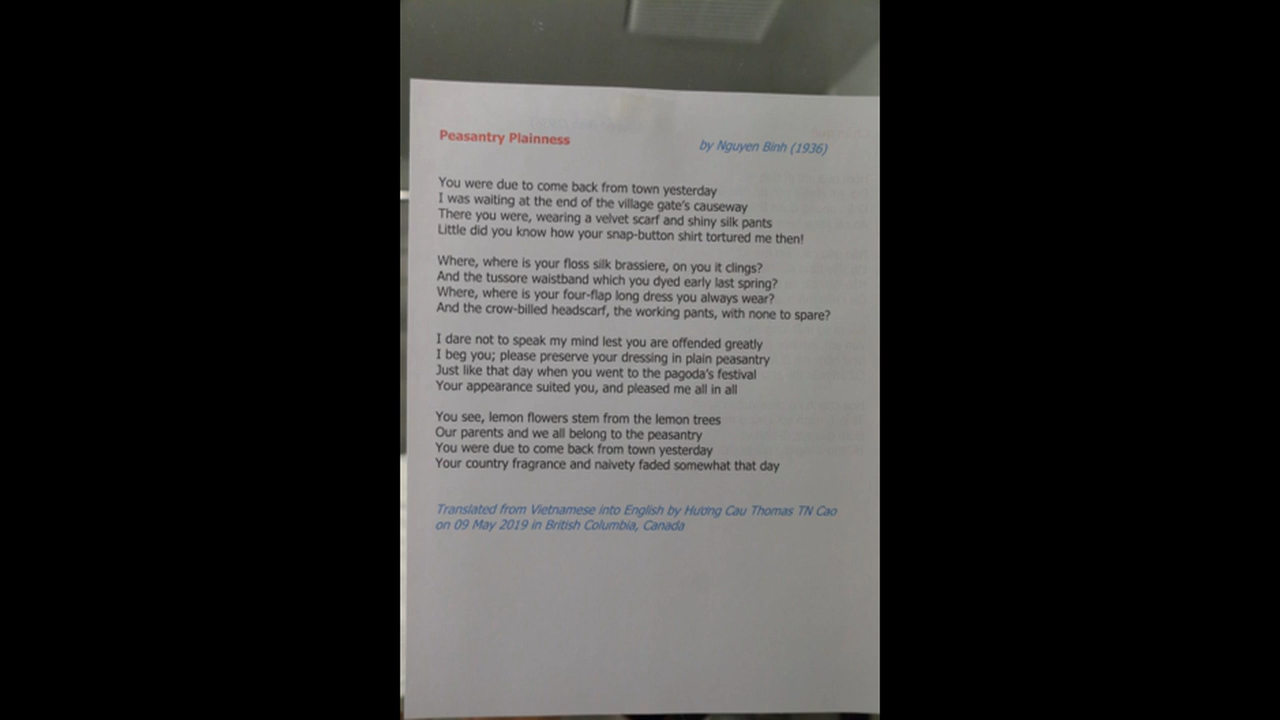 Peasantry Plainness by Nguyen Binh (1936)
You were due to come back from town yesterday
I was waiting at the end of the village gate's causeway
There you were, wearing a velvet scarf and shiny silk pants
Little did you know how your snap-button shirt tortured me then!
Where, where is your floss silk brassiere, on you it clings?
And the tussore waistband which you dyed early last spring?
Where, where is your four-flap long dress you always wear?
And the crow-billed headscarf, the working pants, with none to spare?
I dare not to speak my mind lest you are offended greatly
I beg you; please preserve your dressing in plain peasantry
Just like that day when you went to the pagoda's festival
Your appearance suited you, and pleased me all in all
You see, lemon flowers stem from the lemon trees
Our parents and we all belong to the peasantry
You were due to come back from town yesterday
Your country fragrance and naivety faded somewhat that day
Translated from Vietnamese into English by Hương Cau Thomas TN Cao
on 09 May 2019 in British Columbia, Canada